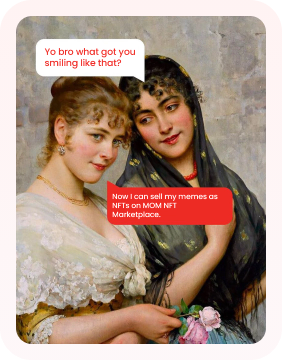 Yo bro what got you
smiling like that?
Now I can sell my memes as
NFTs on MOM NFT
Marketplace.